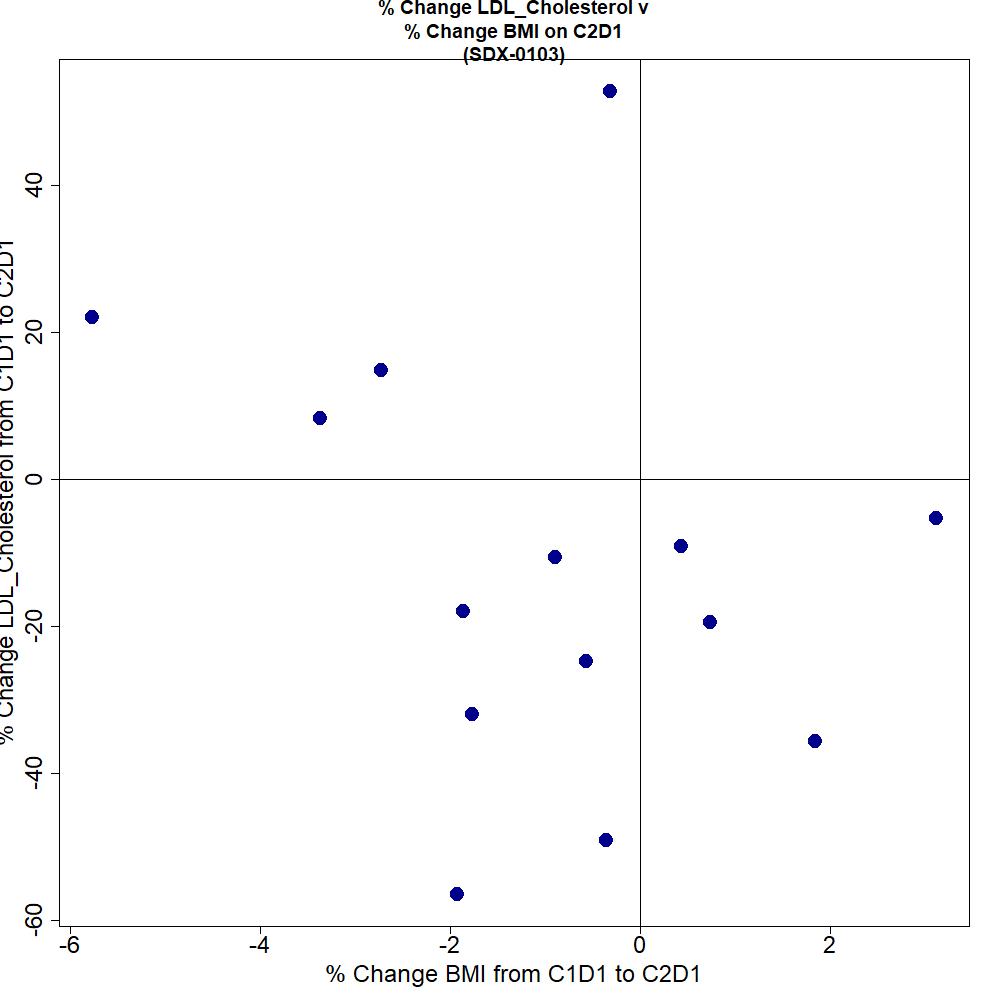 % Change LDL_Cholesterol v
% Change BMI on C2D1
(SDX-0103)
% Change LDL_Cholesterol from C1D1 to C2D1
40
20
0
-20
-40
-60
-6
-4
-2
0
2
% Change BMI from C1D1 to C2D1